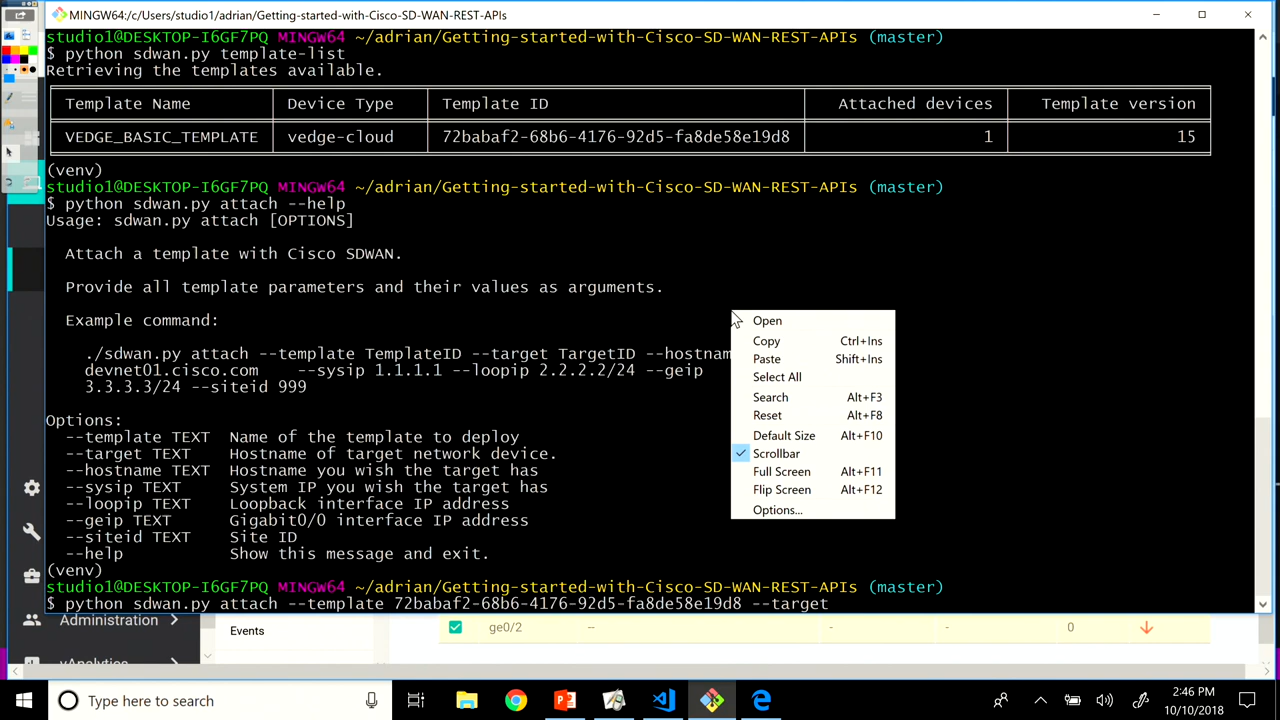 MINGW64:/c/Users/studio1/adrian/Getting-started-with-Cisco-SD-WAN-REST-APIs
studio1@DESKTOP-I6GF7PQ MINGW64 ~/adrian/Getting-started-with-Cisco-SD-WAN-REST-APIs (master)
$ python sdwan.py template-list
Retrieving the templates available.
Template Name Device Type Template ID Attached devices Template version
VEDGE_BASIC_TEMPLATE vedge-cloud 72babaf2-68b6-4176-92d5-fa8de58e19d8 1 15
(venv)
studio1@DESKTOP-I6GF7PQ MINGW64 ~/adrian/Getting-started-with-Cisco-SD-WAN-REST-APIs (master)
$ python sdwan.py attach --help
Usage: sdwan.py attach [OPTIONS]
Attach a template with Cisco SDWAN.
Provide all template parameters and their values as arguments.
Example command:
./sdwan.py attach --template TemplateID --target TargetID --hostnam
devnet01.cisco.com --sysip 1.1.1.1 --loopip 2.2.2.2/24 --geip
3.3.3.3/24 --siteid 999
Options:
--template TEXT Name of the template to deploy
--target TEXT Hostname of target network device.
--hostname TEXT Hostname you wish the target has
--sysip TEXT System IP you wish the target has
--loopip TEXT Loopback interface IP address
--geip TEXT Gigabit0/0 interface IP address
--siteid TEXT Site ID
--help Show this message and exit.
(venv)
studio1@DESKTOP-I6GF7PQ MINGW64 ~/adrian/Getting-started-with-Cisco-SD-WAN-REST-APIs (master)
$ python sdwan.py attach --template 72babaf2-68b6-4176-92d5-fa8de58e19d8 --target
Open
Copy Ctrl+Ins
Paste Shift+Ins
Select All
Search Alt+F3
Reset Alt+F8
Default Size Alt+F10
Scrollbar
Full Screen Alt+F11
Flip Screen Alt+F12
Options...
Administration
Events
ge0/2 -- - - 0
vAnalytics
Type here to search
2:46 PM
10/10/2018